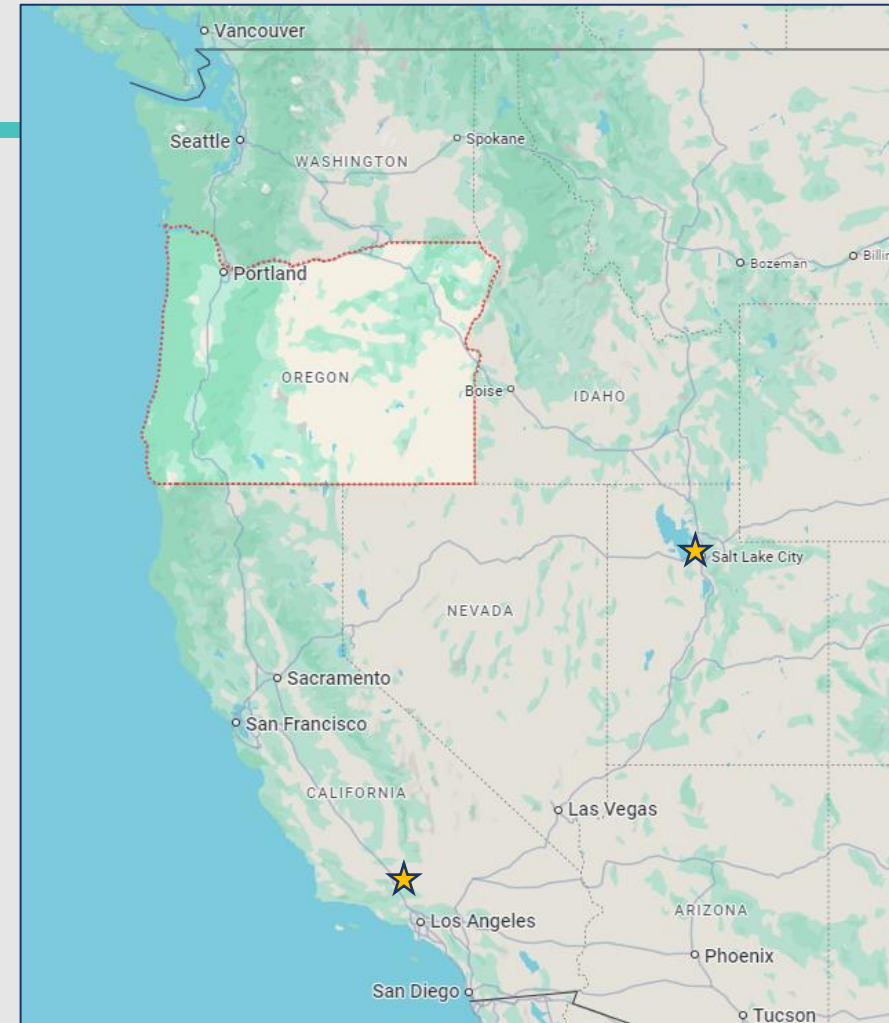 Vancouver
Seattle
Spokane
WASHINGTON
Portland
Bozeman
OREGON
Boise
IDAHO
Salt Lake City
NEVADA
Sacramento
San Francisco
CALIFORNIA
Las Vegas
Los Angeles
ARIZONA
Phoenix
San Diego
Tucson